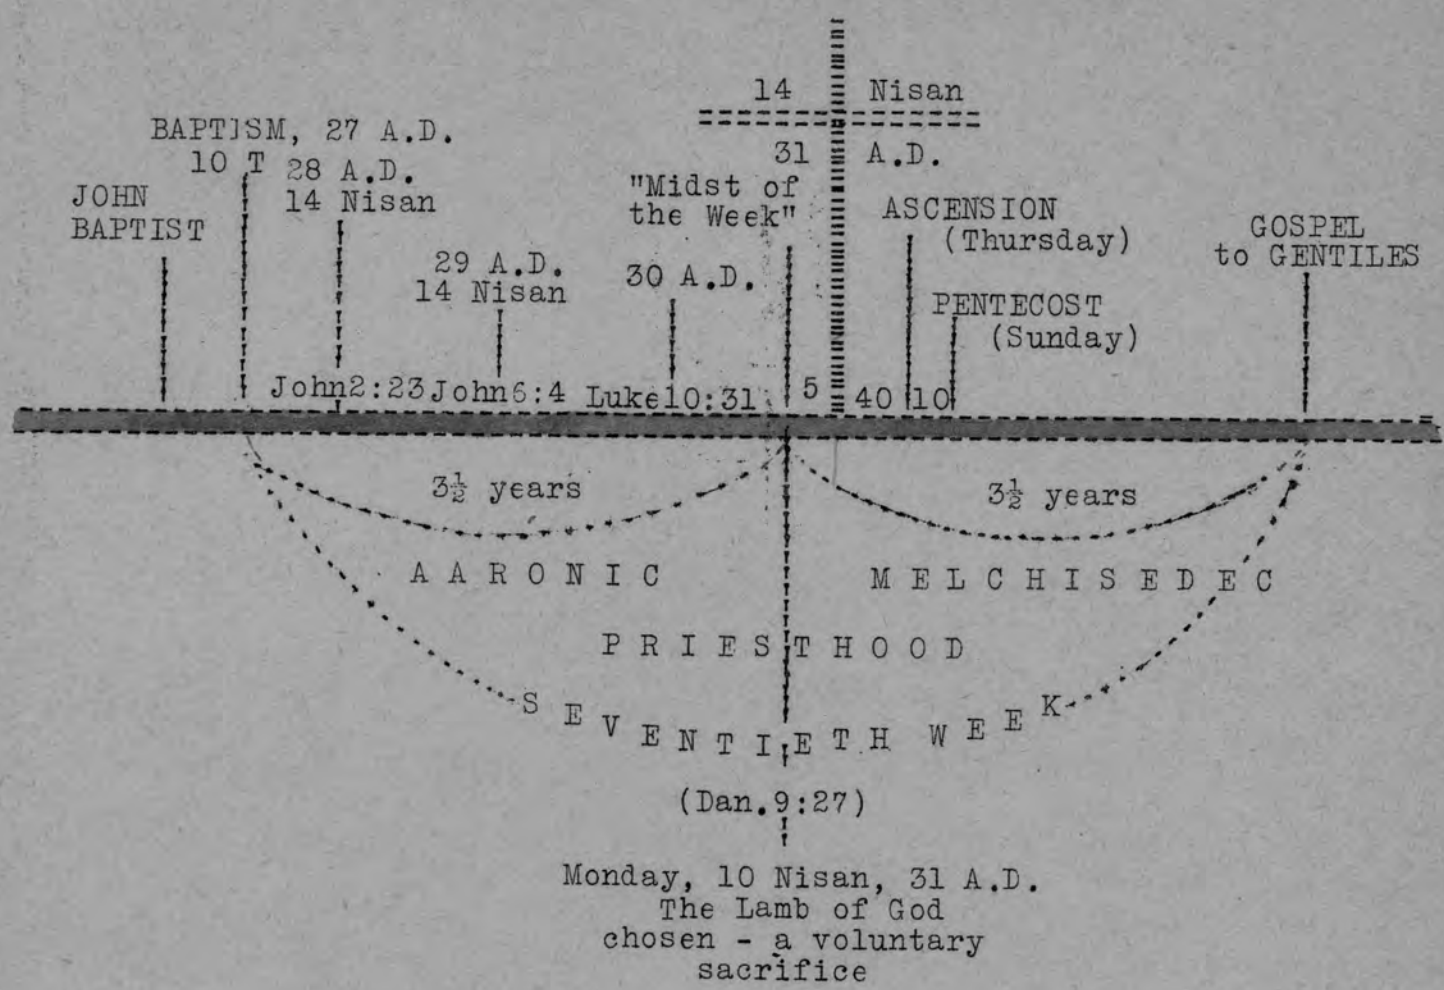 14 Nisan
31 A.D.
BAPTISM, 27 A.D.
10 T
28 A.D.
14 Nisan
JOHN
BAPTIST
29 A.D.
14 Nisan
"Midst of
the Week"
30 A.D.
ASCENSION
(Thursday)
PENTECOST
(Sunday)
GOSPEL
to GENTILES
John2:23 John6:4 Luke10:31 5 40 10
3½ years 3½ years
AARONIC MELCHISEDEC
PRIESTHOOD
SEVENTIETH WEEK
(Dan.9:27)
Monday, 10 Nisan, 31 A.D.
The Lamb of God
chosen - a voluntary
sacrifice